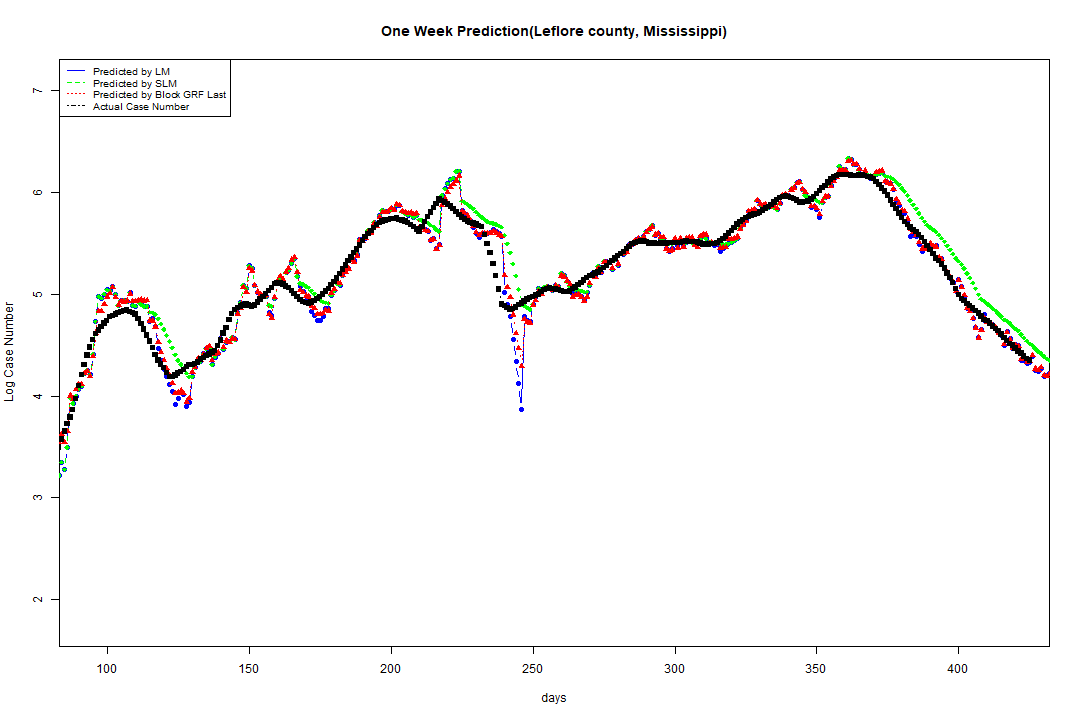 One Week Prediction(Leflore county, Mississippi)
Predicted by LM
Predicted by SLM
Predicted by Block GRF Last
Actual Case Number
7
6
5
4
3
2
Log Case Number
100 150 200 250 300 350 400
days